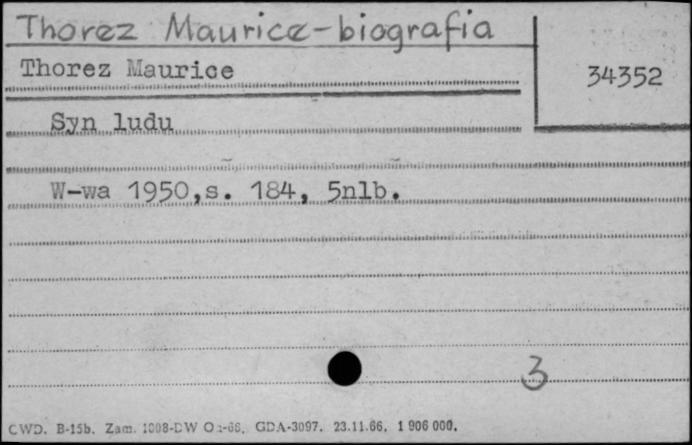 Thorez Maurice-biografia
Thorez Maurice
34352
Syn ludu
W-wa 1950,s. 184, 5nlb.
3
CWD. B-15b. Zam. 1008-DW GDA-3097. 23.11.66. 1 906 000.